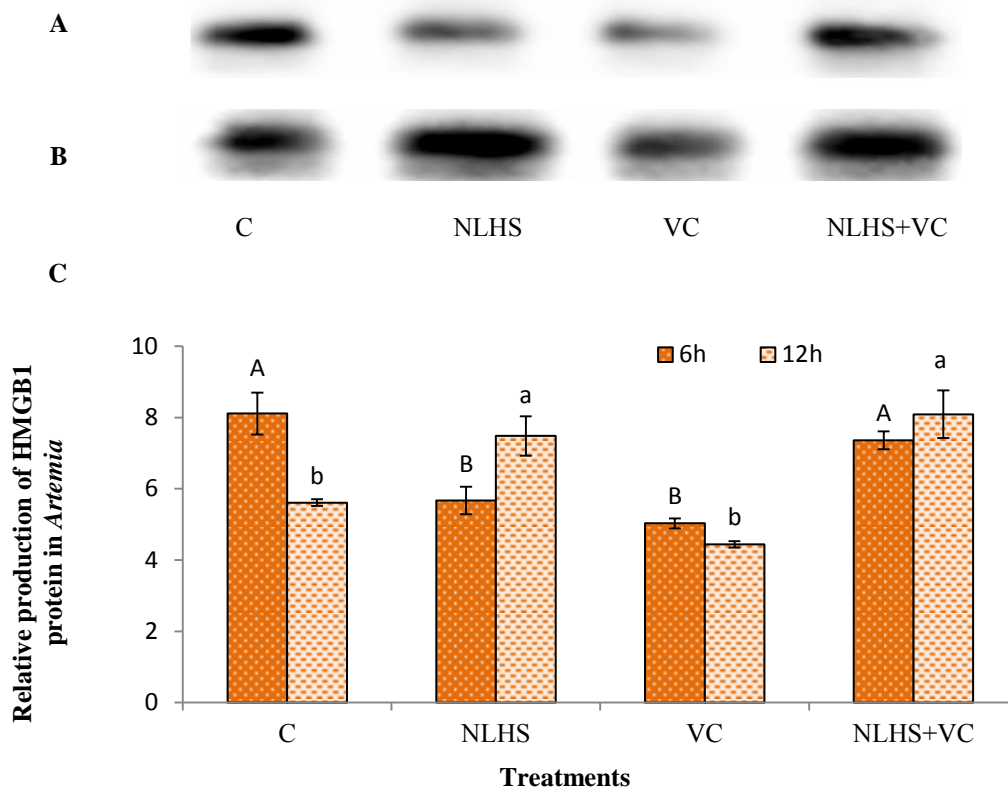 A
B
C NLHS VC NLHS+VC
C
Relative production of HMGB1
protein in Artemia
10
8
6
4
2
0
6h 12h
A b
B a
B b
A a
C NLHS VC NLHS+VC
Treatments